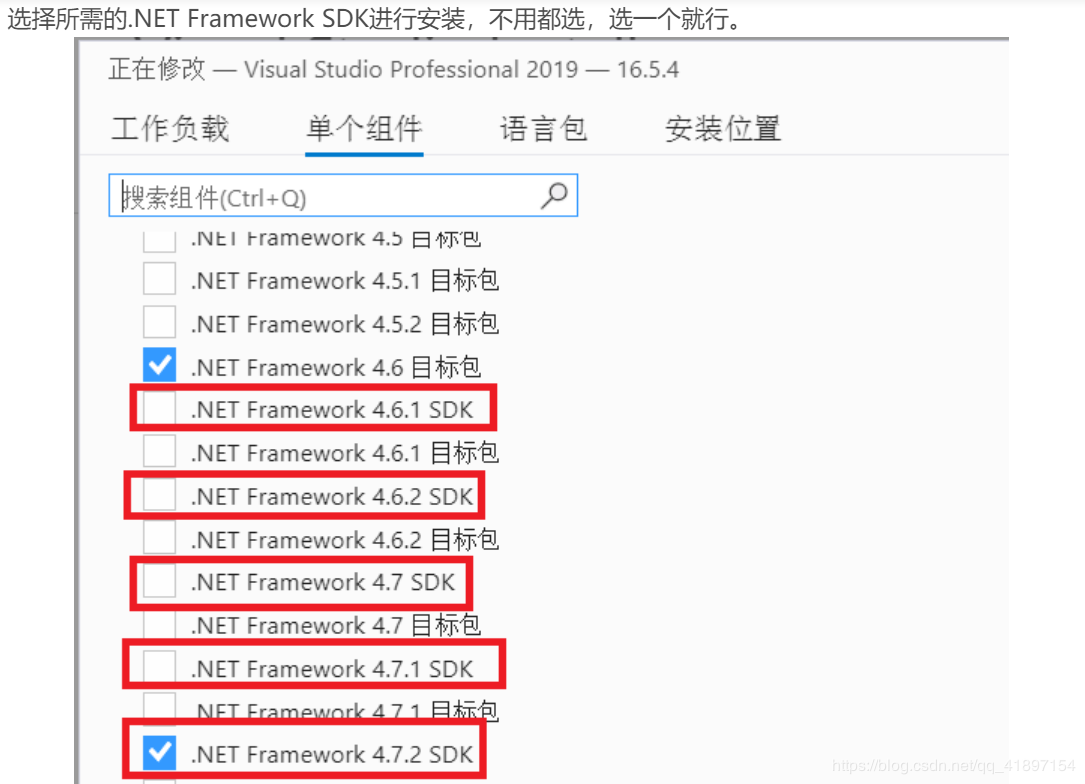 选择所需的.NET Framework SDK进行安装，不用都选，选一个就行。
正在修改 — Visual Studio Professional 2019 — 16.5.4
工作负载 单个组件 语言包 安装位置
搜索组件(Ctrl+Q)
.NET Framework 4.5 目标包
.NET Framework 4.5.1 目标包
.NET Framework 4.5.2 目标包
.NET Framework 4.6 目标包
.NET Framework 4.6.1 SDK
.NET Framework 4.6.1 目标包
.NET Framework 4.6.2 SDK
.NET Framework 4.6.2 目标包
.NET Framework 4.7 SDK
.NET Framework 4.7 目标包
.NET Framework 4.7.1 SDK
.NET Framework 4.7.1 目标包
.NET Framework 4.7.2 SDK
https://blog.csdn.net/qq_41897154